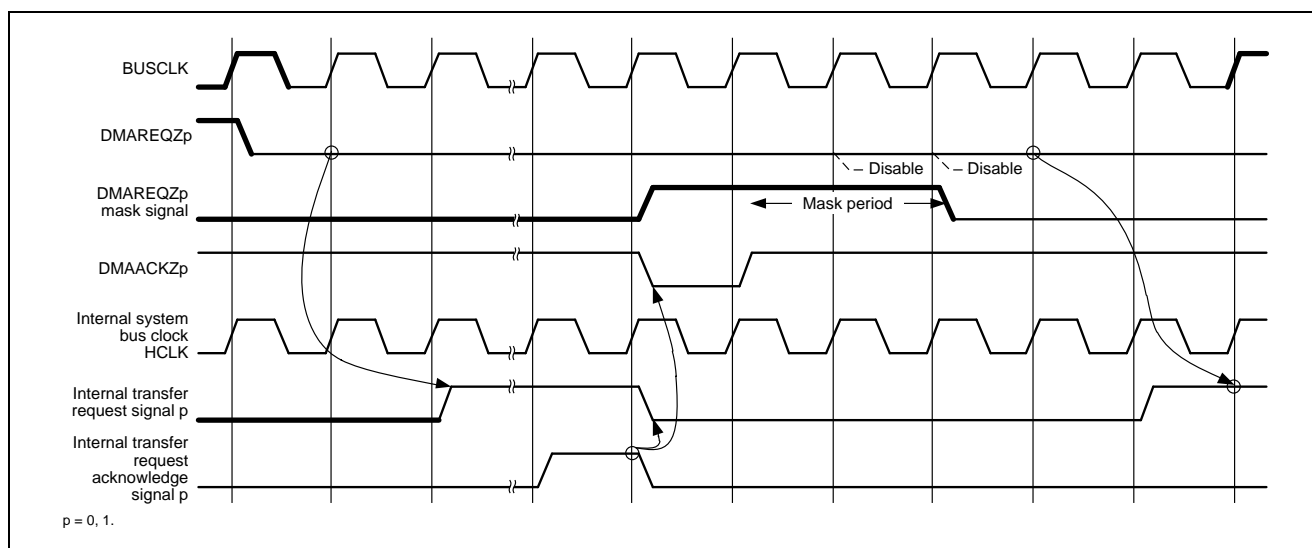 BUSCLK
DMAREQZp
Disable
Disable
DMAREQZp
mask signal
Mask period
DMAACKZp
Internal system
bus clock
HCLK
Internal transfer
request signal p
Internal transfer
request
acknowledge
signal p
p = 0, 1.